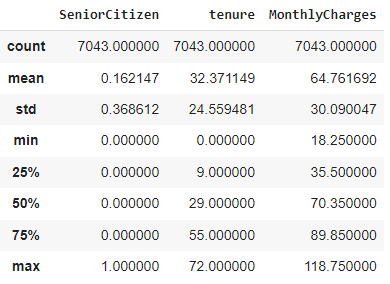 SeniorCitizen tenure MonthlyCharges
count 7043.000000 7043.000000 7043.000000
mean 0.162147 32.371149 64.761692
std 0.368612 24.559481 30.090047
min 0.000000 0.000000 18.250000
25% 0.000000 9.000000 35.500000
50% 0.000000 29.000000 70.350000
75% 0.000000 55.000000 89.850000
max 1.000000 72.000000 118.750000